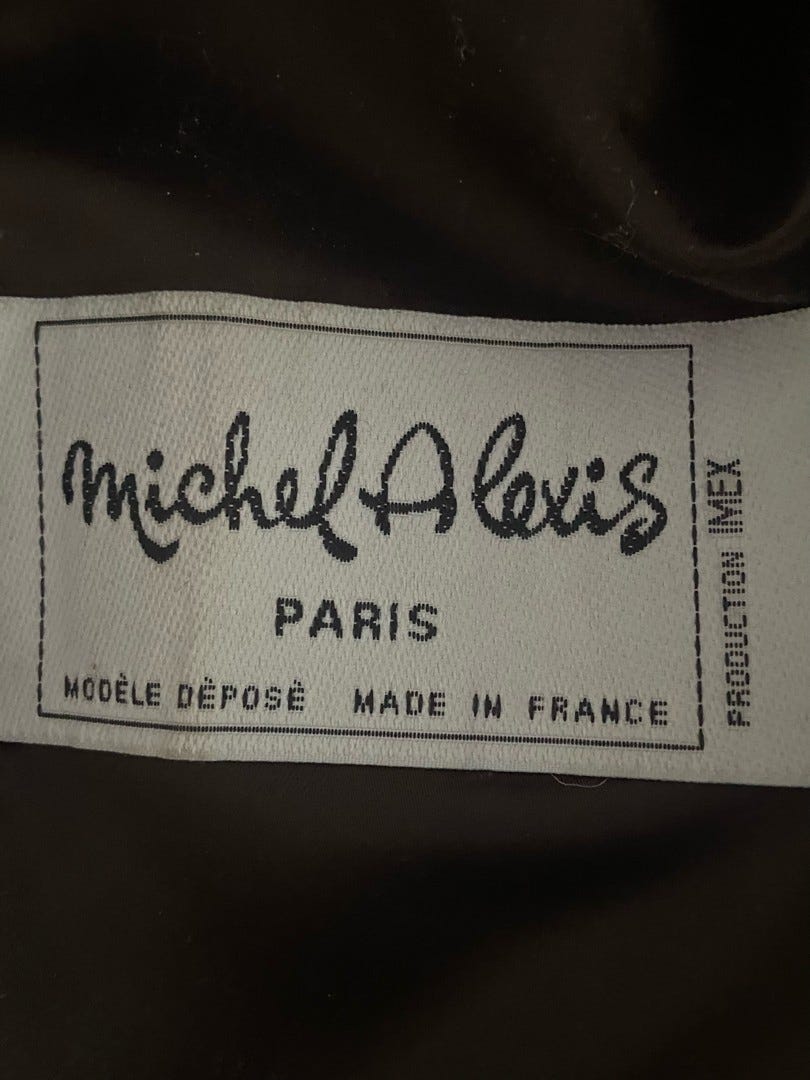 Michel Alexis
PARIS
MODÈLE DÉPOSÉ MADE IN FRANCE
PRODUCTION IMEX